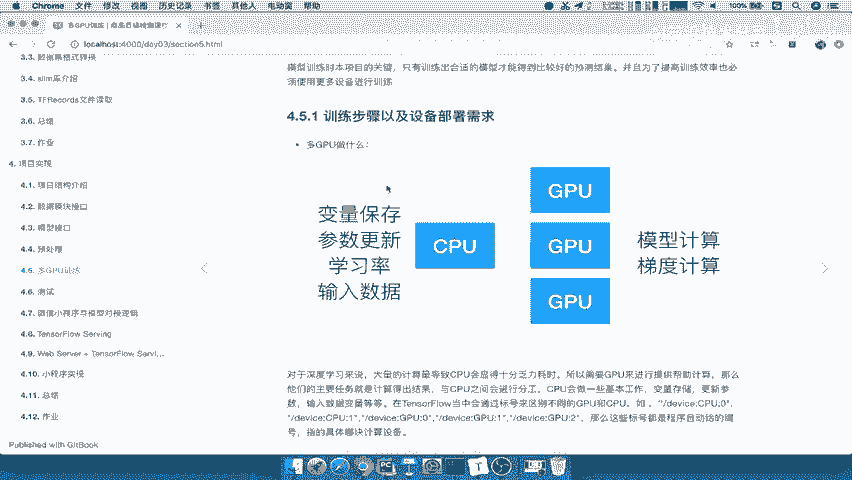 Chrome 文件 修改 视图 历史记录 书签 其他人 电动窗 帮助
100%
多GPU训练
localhost:4000/day03/section5.html
3.3. 数据集格式转换
3.4. slim库介绍
3.5. TFRecords文件读取
3.6. 总结
3.7. 作业
4. 项目实现
4.1. 项目结构介绍
4.2. 数据模块接口
4.3. 模型接口
4.4. 预处理
4.5. 多GPU训练
4.6. 测试
4.7. 微信小程序与模型对接逻辑
4.8. TensorFlow Serving
4.9. Web Server + TensorFlow Servi...
4.10. 小程序实现
4.11. 总结
4.12. 作业
Published with GitBook
模型训练时本项目的关键，只有训练出合适的模型才能得到比较好的预测结果。并且为了提高训练效率也必
须使用更多设备进行训练
4.5.1 训练步骤以及设备部署需求
多GPU做什么：
变量保存
参数更新
学习率
输入数据
CPU
GPU
GPU
GPU
模型计算
梯度计算
对于深度学习来说，大量的计算量导致CPU会显得十分乏力耗时。所以需要GPU来进行提供帮助计算。那么
他们的主要任务就是计算得出结果，与CPU之间会进行分工。CPU会做一些基本工作，变量存储，更新参
数，输入数据变量等等。在TensorFlow当中会通过标号来区别不同的GPU和CPU。如 ，"/device:CPU:0",
"/device:CPU:1","/device:GPU:0","/device:GPU:1","/device:GPU:2"，那么这些标号都是程序自动给的编
号，指的具体哪块计算设备。